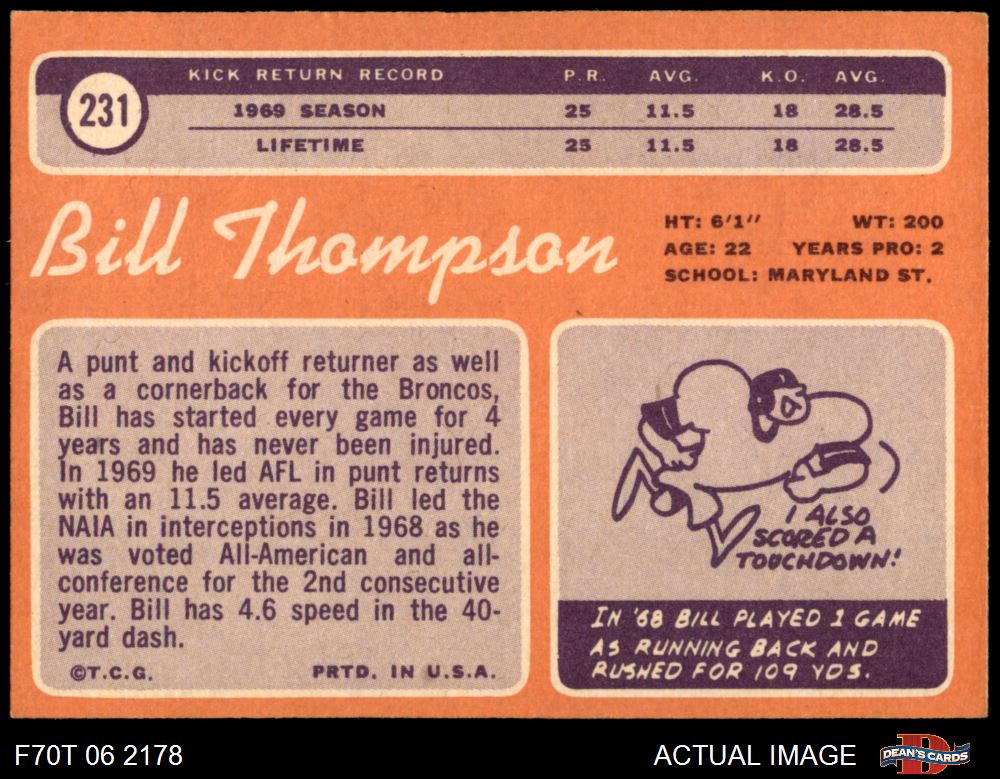 KICK RETURN RECORD P.R. AVG. K.O. AVG.
231
1969 SEASON 25 11.5 18 28.5
LIFETIME 25 11.5 18 28.5
Bill Thompson
HT: 6'1" WT: 200
AGE: 22 YEARS PRO: 2
SCHOOL: MARYLAND ST.
A punt and kickoff returner as well
as a cornerback for the Broncos,
Bill has started every game for 4
years and has never been injured.
In 1969 he led AFL in punt returns
with an 11.5 average. Bill led the
NAIA in interceptions in 1968 as he
was voted All-American and all-
conference for the 2nd consecutive
year. Bill has 4.6 speed in the 40-
yard dash.
©T.C.G. PRTD. IN U.S.A.
I ALSO
SCORED A
TOUCHDOWN!
IN '68 BILL PLAYED 1 GAME
AS RUNNING BACK AND
RUSHED FOR 109 YDS.
F70T 06 2178 ACTUAL IMAGE DEAN'S CARDS